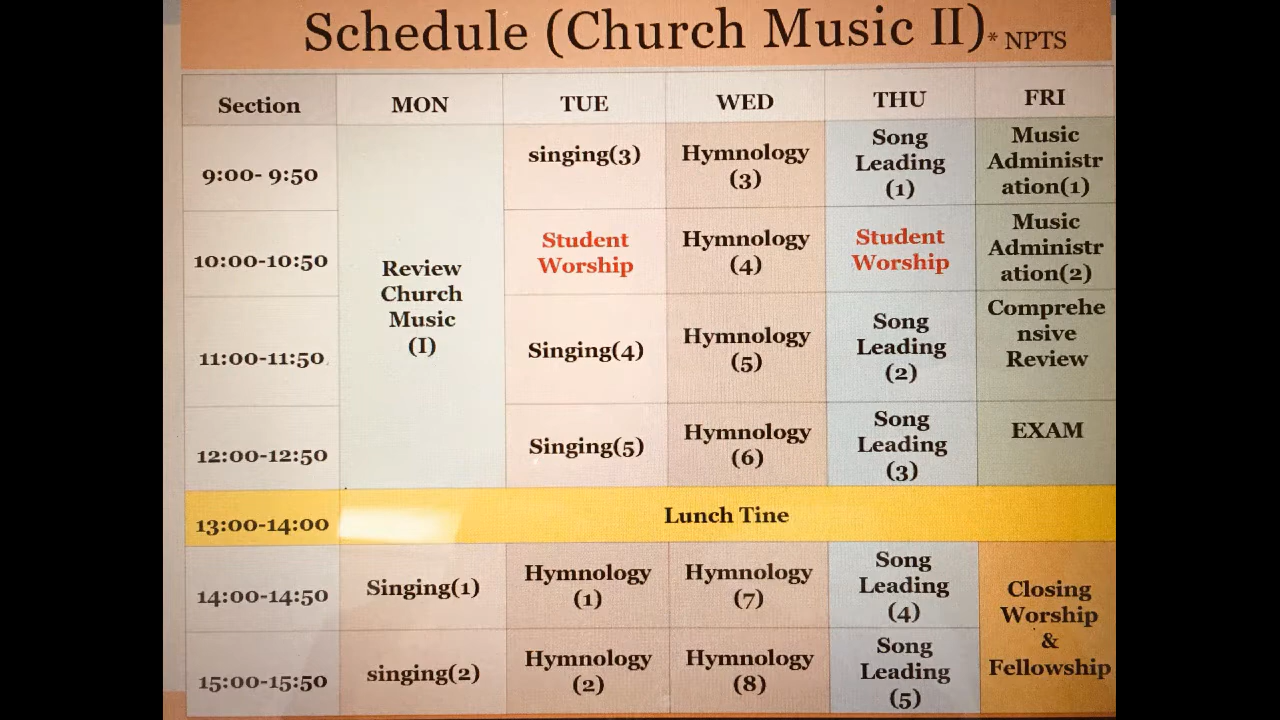 Schedule (Church Music II)* NPTS
Section MON TUE WED THU FRI
9:00- 9:50
Review
Church
Music
(I)
singing(3)
Hymnology
(3)
Song
Leading
(1)
Music
Administr
ation(1)
10:00-10:50
Student
Worship
Hymnology
(4)
Student
Worship
Music
Administr
ation(2)
11:00-11:50
Singing(4)
Hymnology
(5)
Song
Leading
(2)
Comprehe
nsive
Review
12:00-12:50
Singing(5)
Hymnology
(6)
Song
Leading
(3)
EXAM
13:00-14:00
Lunch Tine
14:00-14:50
Singing(1)
Hymnology
(1)
Hymnology
(7)
Song
Leading
(4)
Closing
Worship
&
Fellowship
15:00-15:50
singing(2)
Hymnology
(2)
Hymnology
(8)
Song
Leading
(5)